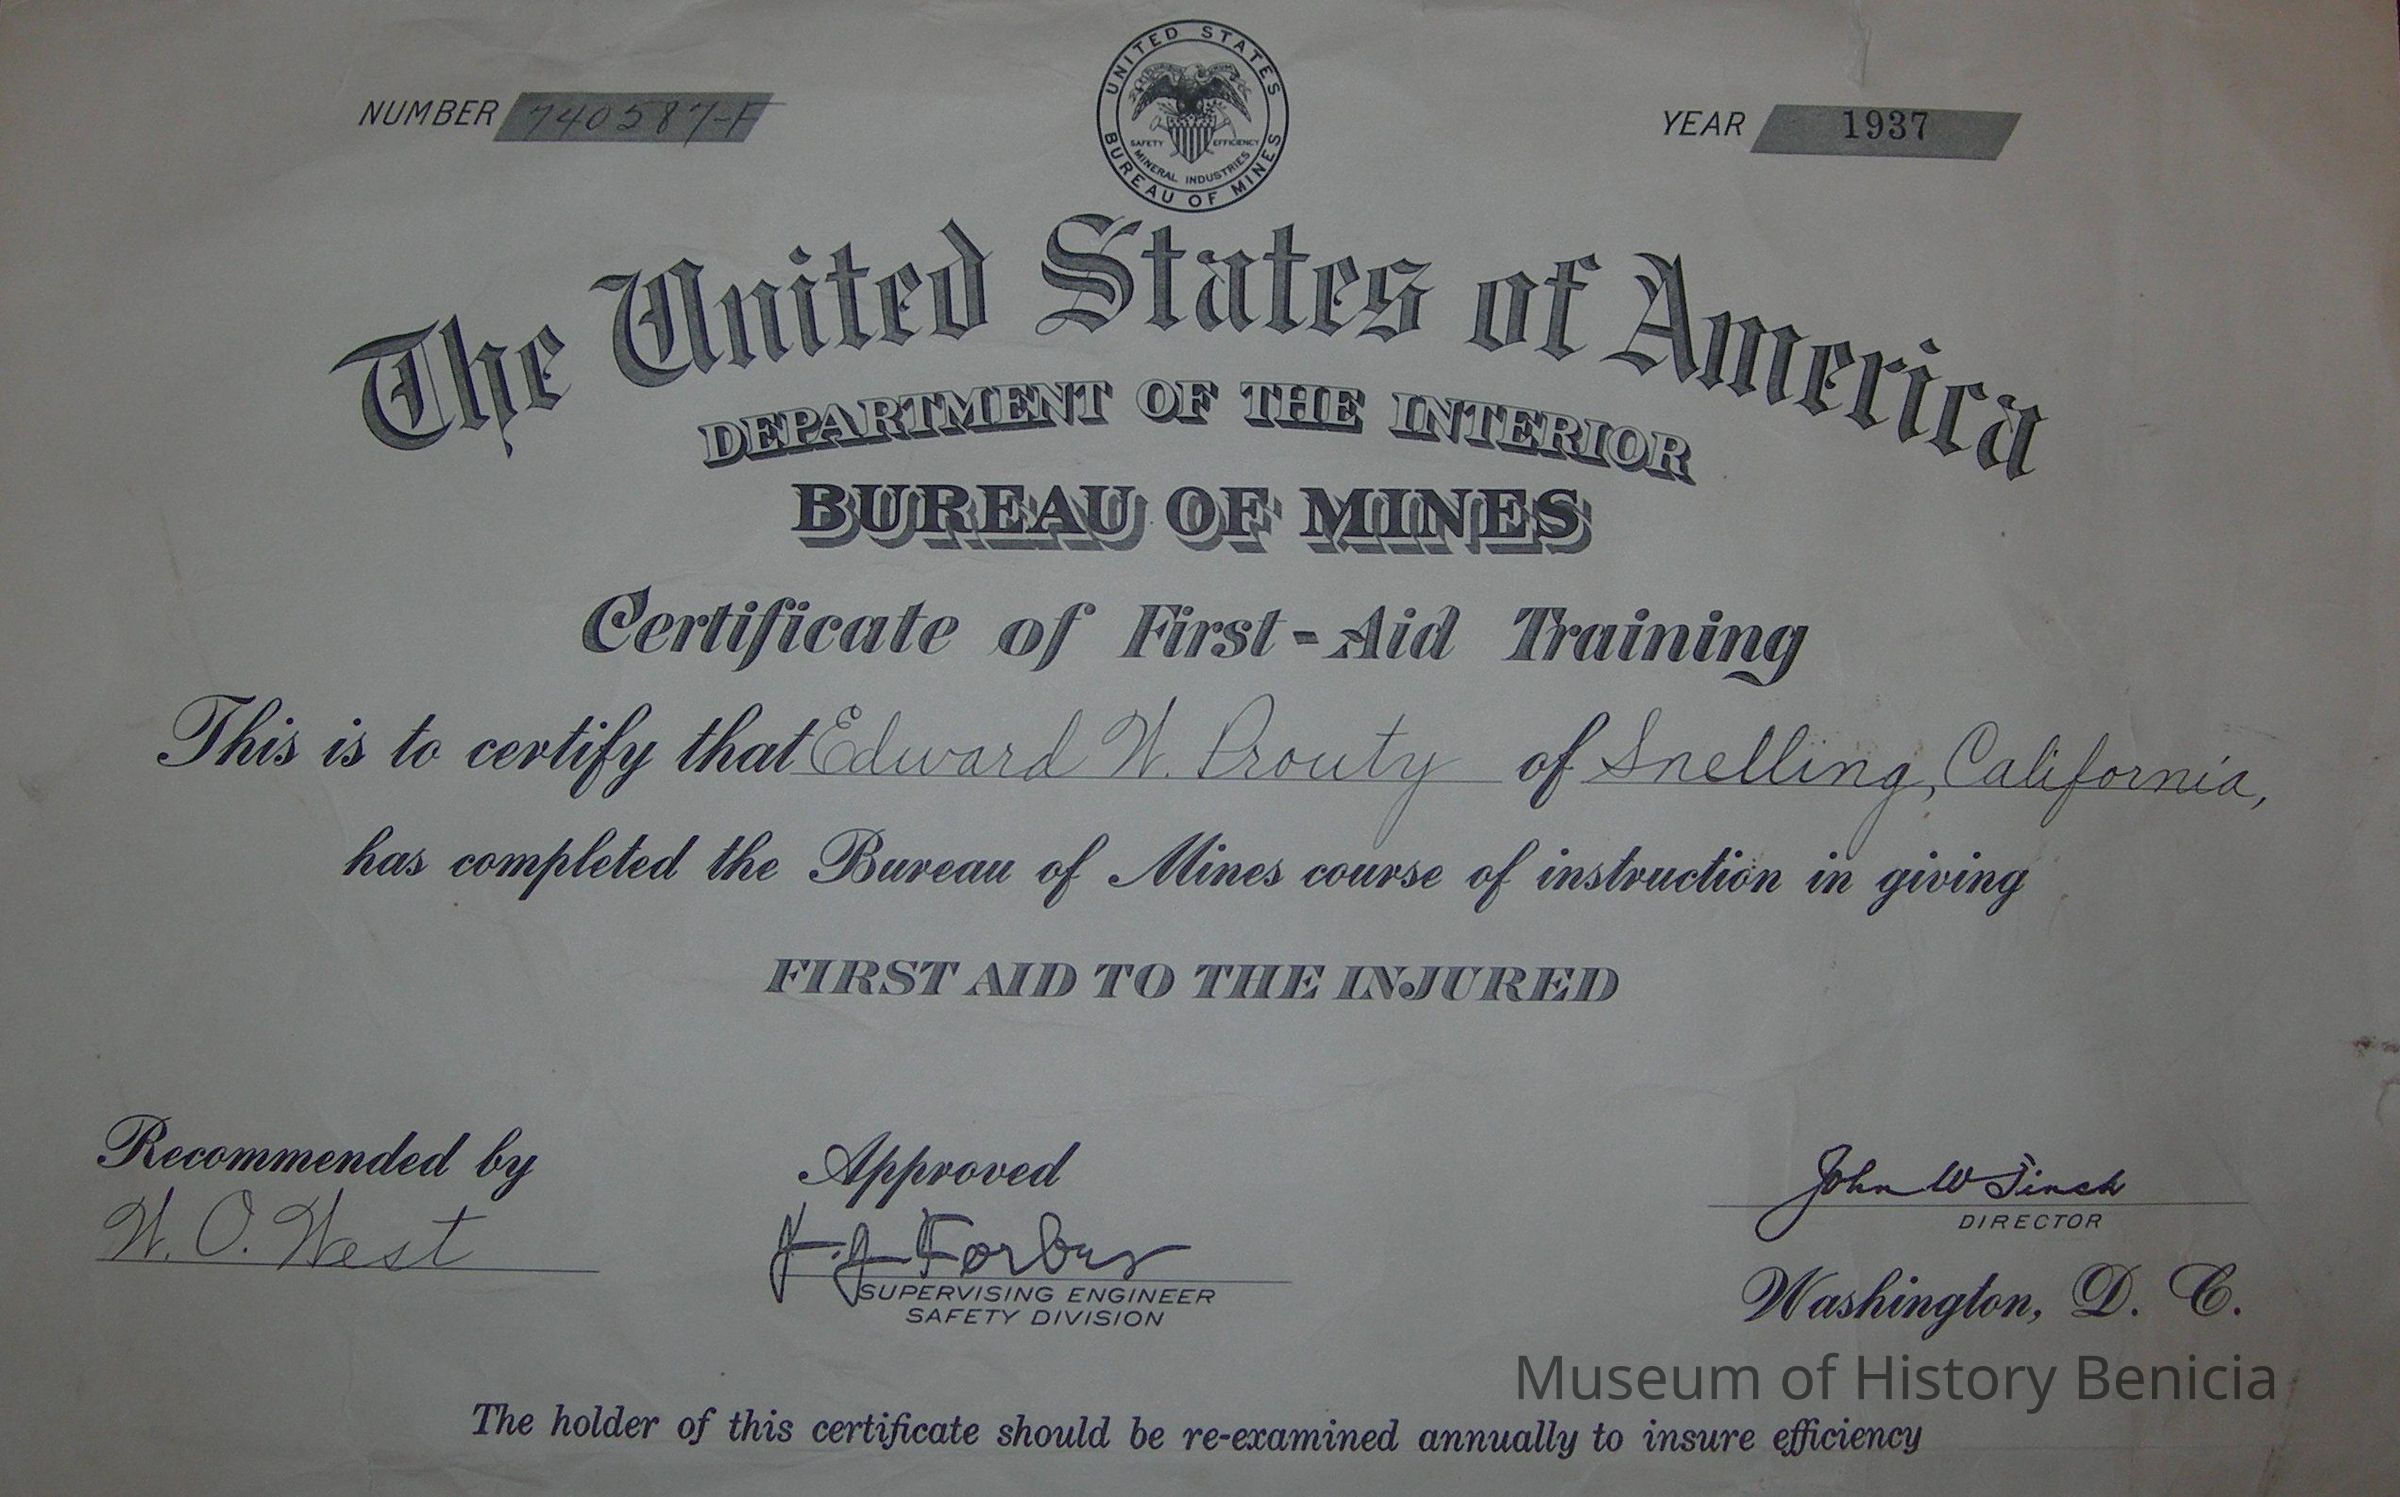 NUMBER 740587-F
UNITED STATES
SAFETY EFFICIENCY
MINERAL INDUSTRIES
BUREAU OF MINES
YEAR 1937
The United States of America
DEPARTMENT OF THE INTERIOR
BUREAU OF MINES
Certificate of First-Aid Training
This is to certify that Edward W. Prouty of Snelling, California,
has completed the Bureau of Mines course of instruction in giving
FIRST AID TO THE INJURED
Recommended by
W. O. West
Approved
J. J. Forbes
SUPERVISING ENGINEER
SAFETY DIVISION
John W Finch
DIRECTOR
Washington, D. C.
Museum of History Benicia
The holder of this certificate should be re-examined annually to insure efficiency